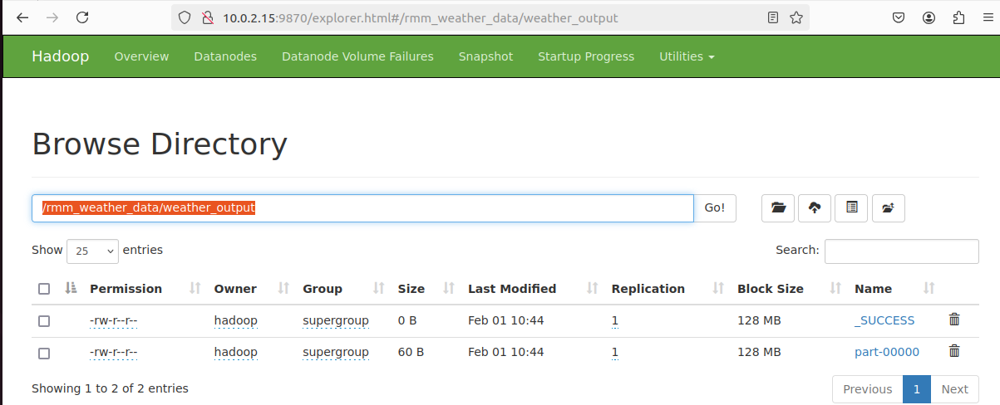 10.0.2.15:9870/explorer.html#/rmm_weather_data/weather_output
Hadoop Overview Datanodes Datanode Volume Failures Snapshot Startup Progress Utilities
Browse Directory
/rmm_weather_data/weather_output Go!
Show 25 entries Search:
Permission Owner Group Size Last Modified Replication Block Size Name
-rw-r--r-- hadoop supergroup 0 B Feb 01 10:44 1 128 MB _SUCCESS
-rw-r--r-- hadoop supergroup 60 B Feb 01 10:44 1 128 MB part-00000
Showing 1 to 2 of 2 entries Previous 1 Next